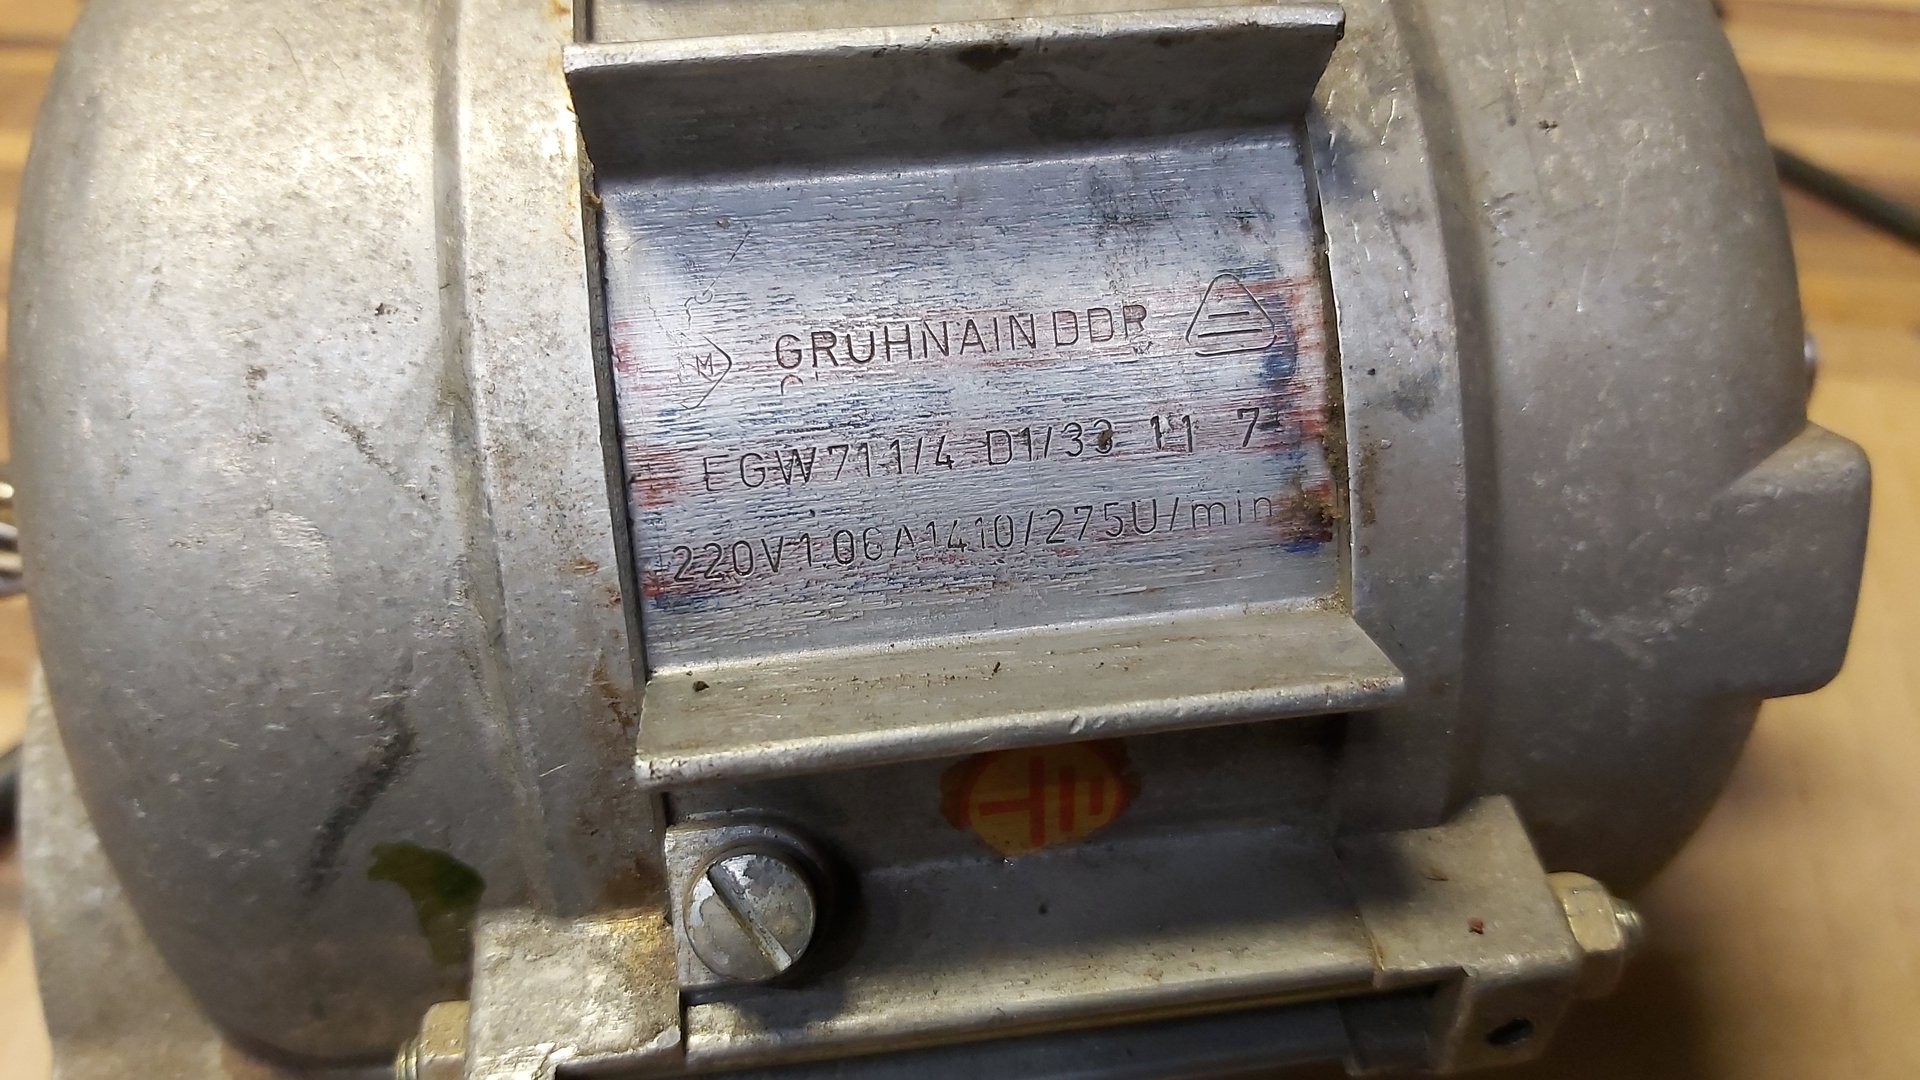 M GRUHNAIN DDR
EGW 711/4 D1/33 11 7
220V 1.06A 1410/275U/min